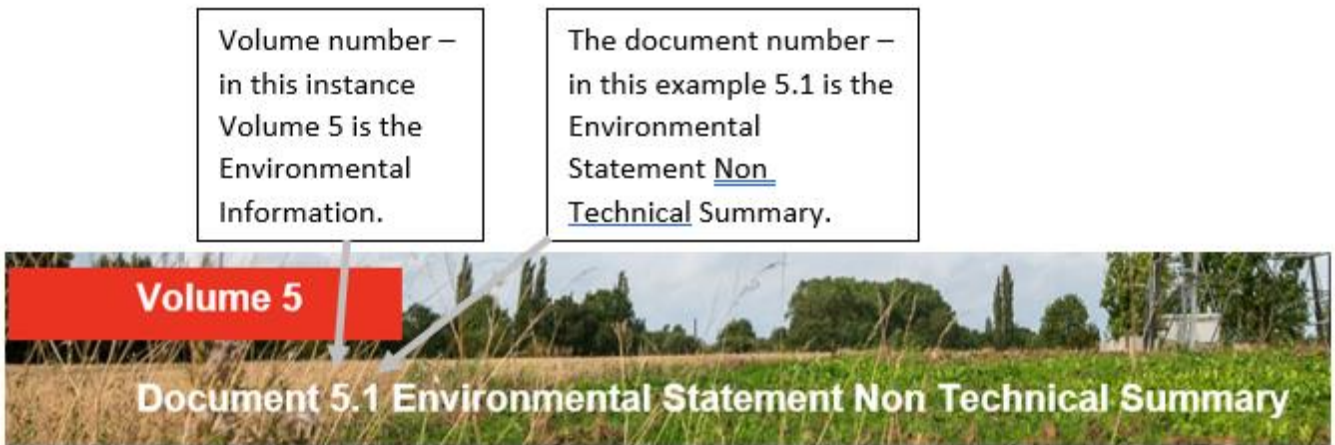 Volume number –
in this instance
Volume 5 is the
Environmental
Information.
The document number –
in this example 5.1 is the
Environmental
Statement Non
Technical Summary.
Volume 5
Document 5.1 Environmental Statement Non Technical Summary